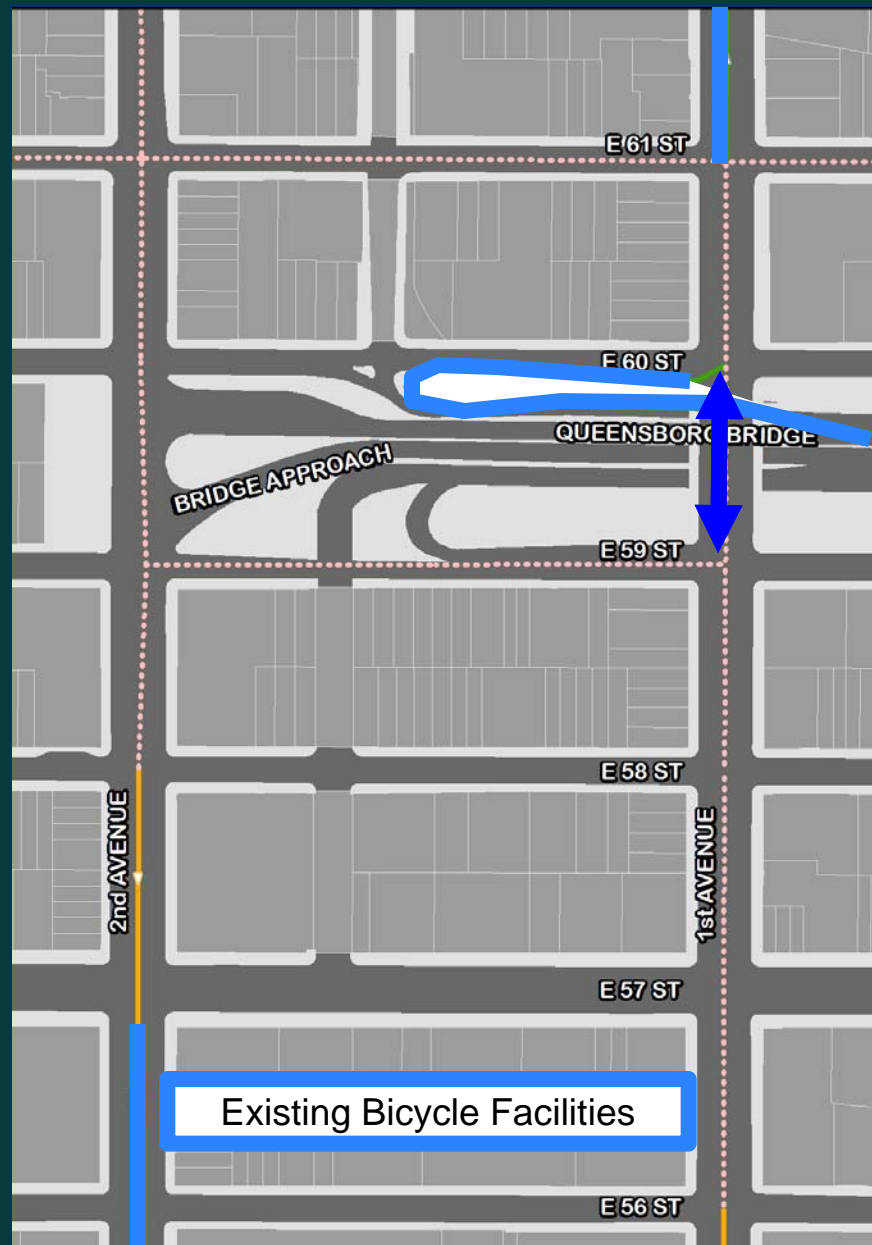 E 61 ST
E 60 ST
QUEENSBORO BRIDGE
BRIDGE APPROACH
E 59 ST
E 58 ST
2nd AVENUE
1st AVENUE
E 57 ST
Existing Bicycle Facilities
E 56 ST